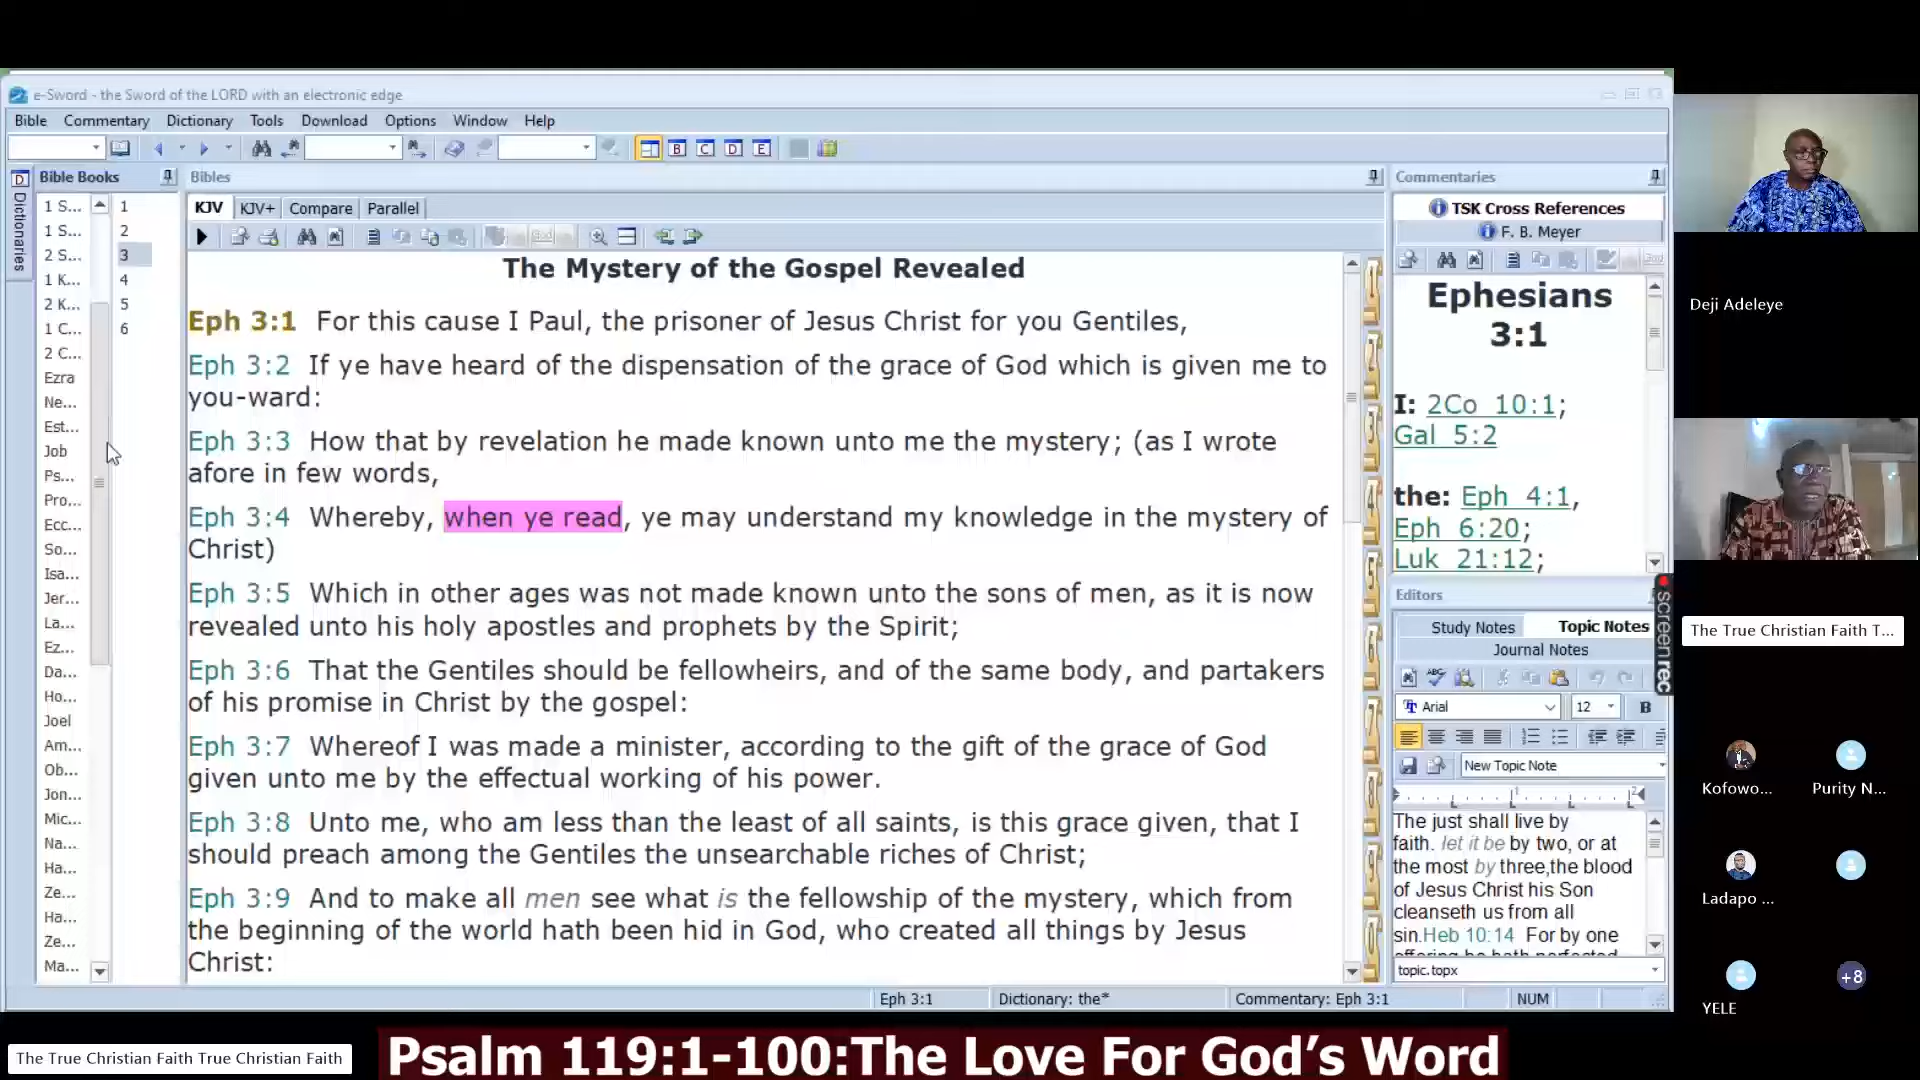 e-Sword - the Sword of the LORD with an electronic edge
Bible Commentary Dictionary Tools Download Options Window Help
B C D E
D Dictionaries
Bible Books
1 S...
1 S...
2 S...
1 K...
2 K...
1 C...
2 C...
Ezra
Ne...
Est...
Job
Ps...
Pro...
Ecc...
So...
Isa...
Jer...
La...
Ez...
Da...
Ho...
Joel
Am...
Ob...
Jon...
Mic...
Na...
Ha...
Ze...
Ha...
Ze...
Ma...
1
2
3
4
5
6
Bibles
KJV KJV+ Compare Parallel
The Mystery of the Gospel Revealed
Eph 3:1 For this cause I Paul, the prisoner of Jesus Christ for you Gentiles,
Eph 3:2 If ye have heard of the dispensation of the grace of God which is given me to
you-ward:
Eph 3:3 How that by revelation he made known unto me the mystery; (as I wrote
afore in few words,
Eph 3:4 Whereby, when ye read, ye may understand my knowledge in the mystery of
Christ)
Eph 3:5 Which in other ages was not made known unto the sons of men, as it is now
revealed unto his holy apostles and prophets by the Spirit;
Eph 3:6 That the Gentiles should be fellowheirs, and of the same body, and partakers
of his promise in Christ by the gospel:
Eph 3:7 Whereof I was made a minister, according to the gift of the grace of God
given unto me by the effectual working of his power.
Eph 3:8 Unto me, who am less than the least of all saints, is this grace given, that I
should preach among the Gentiles the unsearchable riches of Christ;
Eph 3:9 And to make all men see what is the fellowship of the mystery, which from
the beginning of the world hath been hid in God, who created all things by Jesus
Christ:
1
2
3
4
5
6
7
8
9
0
Commentaries
TSK Cross References
F. B. Meyer
Ephesians
3:1
I: 2Co 10:1;
Gal 5:2
the: Eph 4:1,
Eph 6:20;
Luk 21:12;
Editors
Study Notes Topic Notes
Journal Notes
Arial 12 B
New Topic Note
1 2
The just shall live by
faith. let it be by two, or at
the most by three,the blood
of Jesus Christ his Son
cleanseth us from all
sin.Heb 10:14 For by one
offering he hath perfected
topic.topx
screenrec
Eph 3:1 Dictionary: the* Commentary: Eph 3:1 NUM
Deji Adeleye
The True Christian Faith T...
Kofowo... Purity N...
Ladapo ...
YELE
+8
The True Christian Faith True Christian Faith
Psalm 119:1-100:The Love For God’s Word